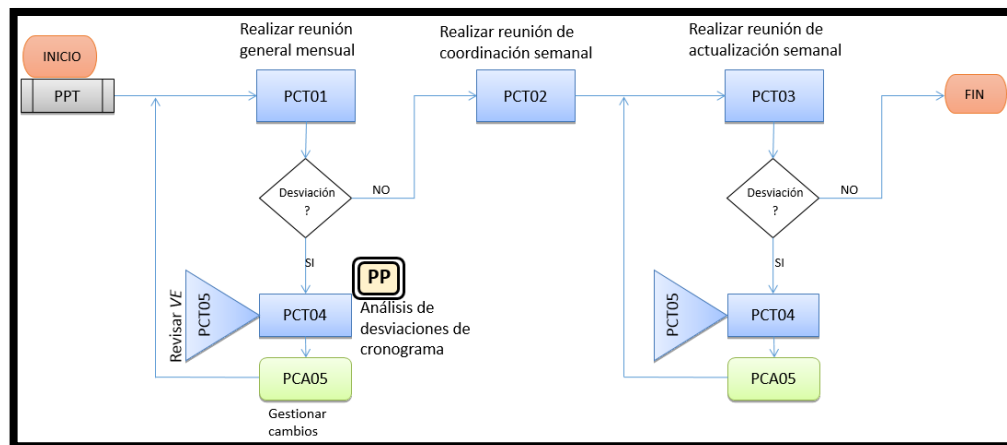 Realizar reunión
general mensual
Realizar reunión de
coordinación semanal
Realizar reunión de
actualización semanal
INICIO
PPT
PCT01
PCT02
PCT03
FIN
Desviación
?
NO
Desviación
?
NO
SI
SI
PP
Revisar VE
PCT05
PCT04
Análisis de
desviaciones de
cronograma
PCT05
PCT04
PCA05
PCA05
Gestionar
cambios